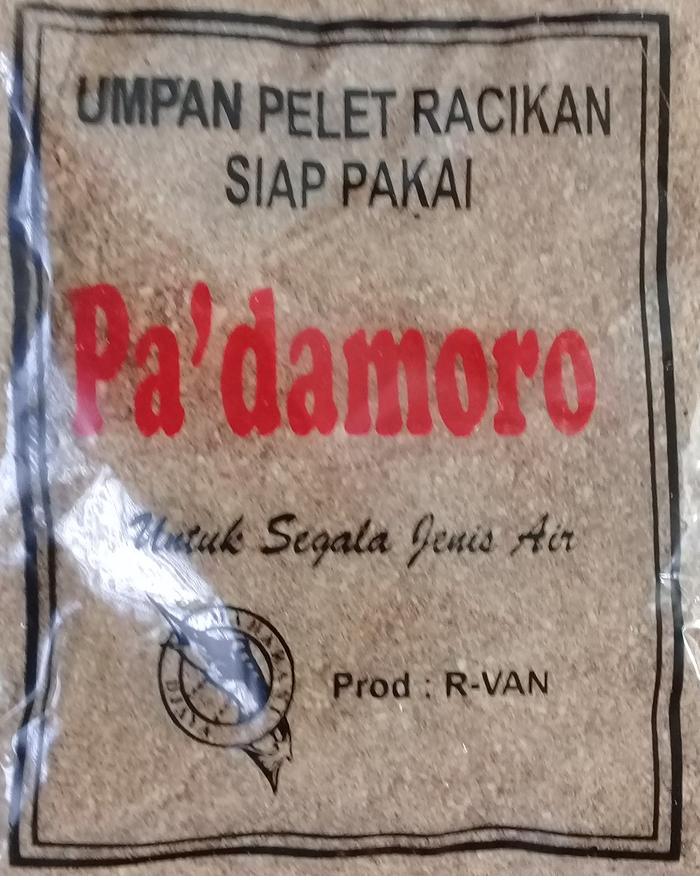 UMPAN PELET RACIKAN
SIAP PAKAI
Pa'damoro
Untuk Segala Jenis Air
Prod : R-VAN